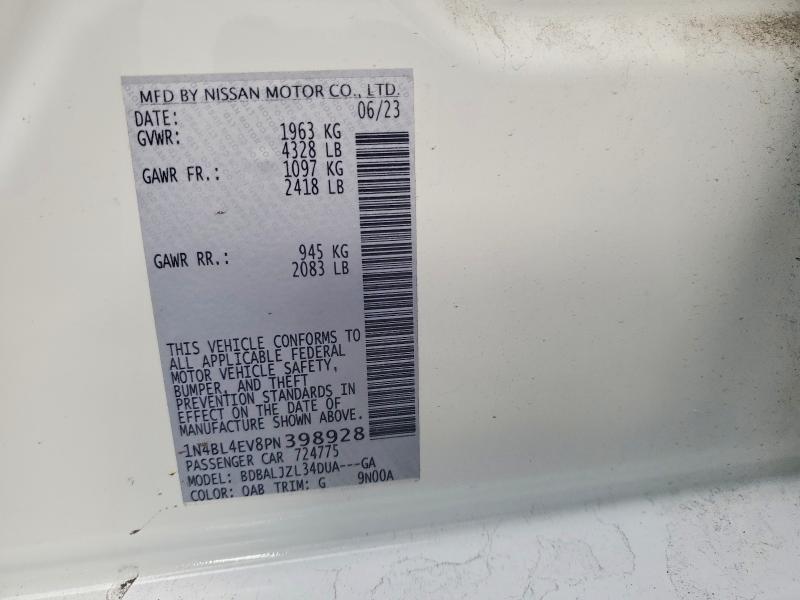 MFD BY NISSAN MOTOR CO., LTD.
DATE: 06/23
GVWR: 1963 KG
4328 LB
GAWR FR.: 1097 KG
2418 LB
GAWR RR.: 945 KG
2083 LB
THIS VEHICLE CONFORMS TO
ALL APPLICABLE FEDERAL
MOTOR VEHICLE SAFETY,
BUMPER, AND THEFT
PREVENTION STANDARDS IN
EFFECT ON THE DATE OF
MANUFACTURE SHOWN ABOVE.
1N4BL4EV8PN398928
PASSENGER CAR 724775
MODEL: BDBALJZL34DUA---GA
COLOR: QAB TRIM: G 9N00A